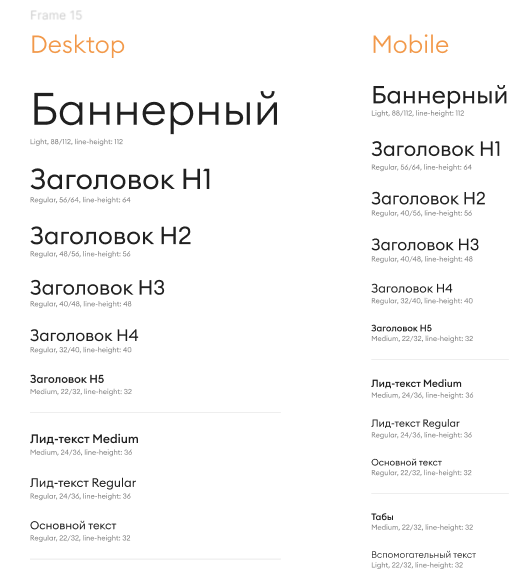 Frame 15
Desktop
Баннерный
Light, 88/112, line-height: 112
Заголовок H1
Regular, 56/64, line-height: 64
Заголовок H2
Regular, 48/56, line-height: 56
Заголовок H3
Regular, 40/48, line-height: 48
Заголовок H4
Regular, 32/40, line-height: 40
Заголовок H5
Medium, 22/32, line-height: 32
Лид-текст Medium
Medium, 24/36, line-height: 36
Лид-текст Regular
Regular, 24/36, line-height: 36
Основной текст
Regular, 22/32, line-height: 32
Mobile
Баннерный
Light, 88/112, line-height: 112
Заголовок H1
Regular, 56/64, line-height: 64
Заголовок H2
Regular, 40/56, line-height: 56
Заголовок H3
Regular, 40/48, line-height: 48
Заголовок H4
Regular, 32/40, line-height: 40
Заголовок H5
Medium, 22/32, line-height: 32
Лид-текст Medium
Medium, 24/36, line-height: 36
Лид-текст Regular
Regular, 24/36, line-height: 36
Основной текст
Regular, 22/32, line-height: 32
Табы
Medium, 22/32, line-height: 32
Вспомогательный текст
Light, 22/32, line-height: 32